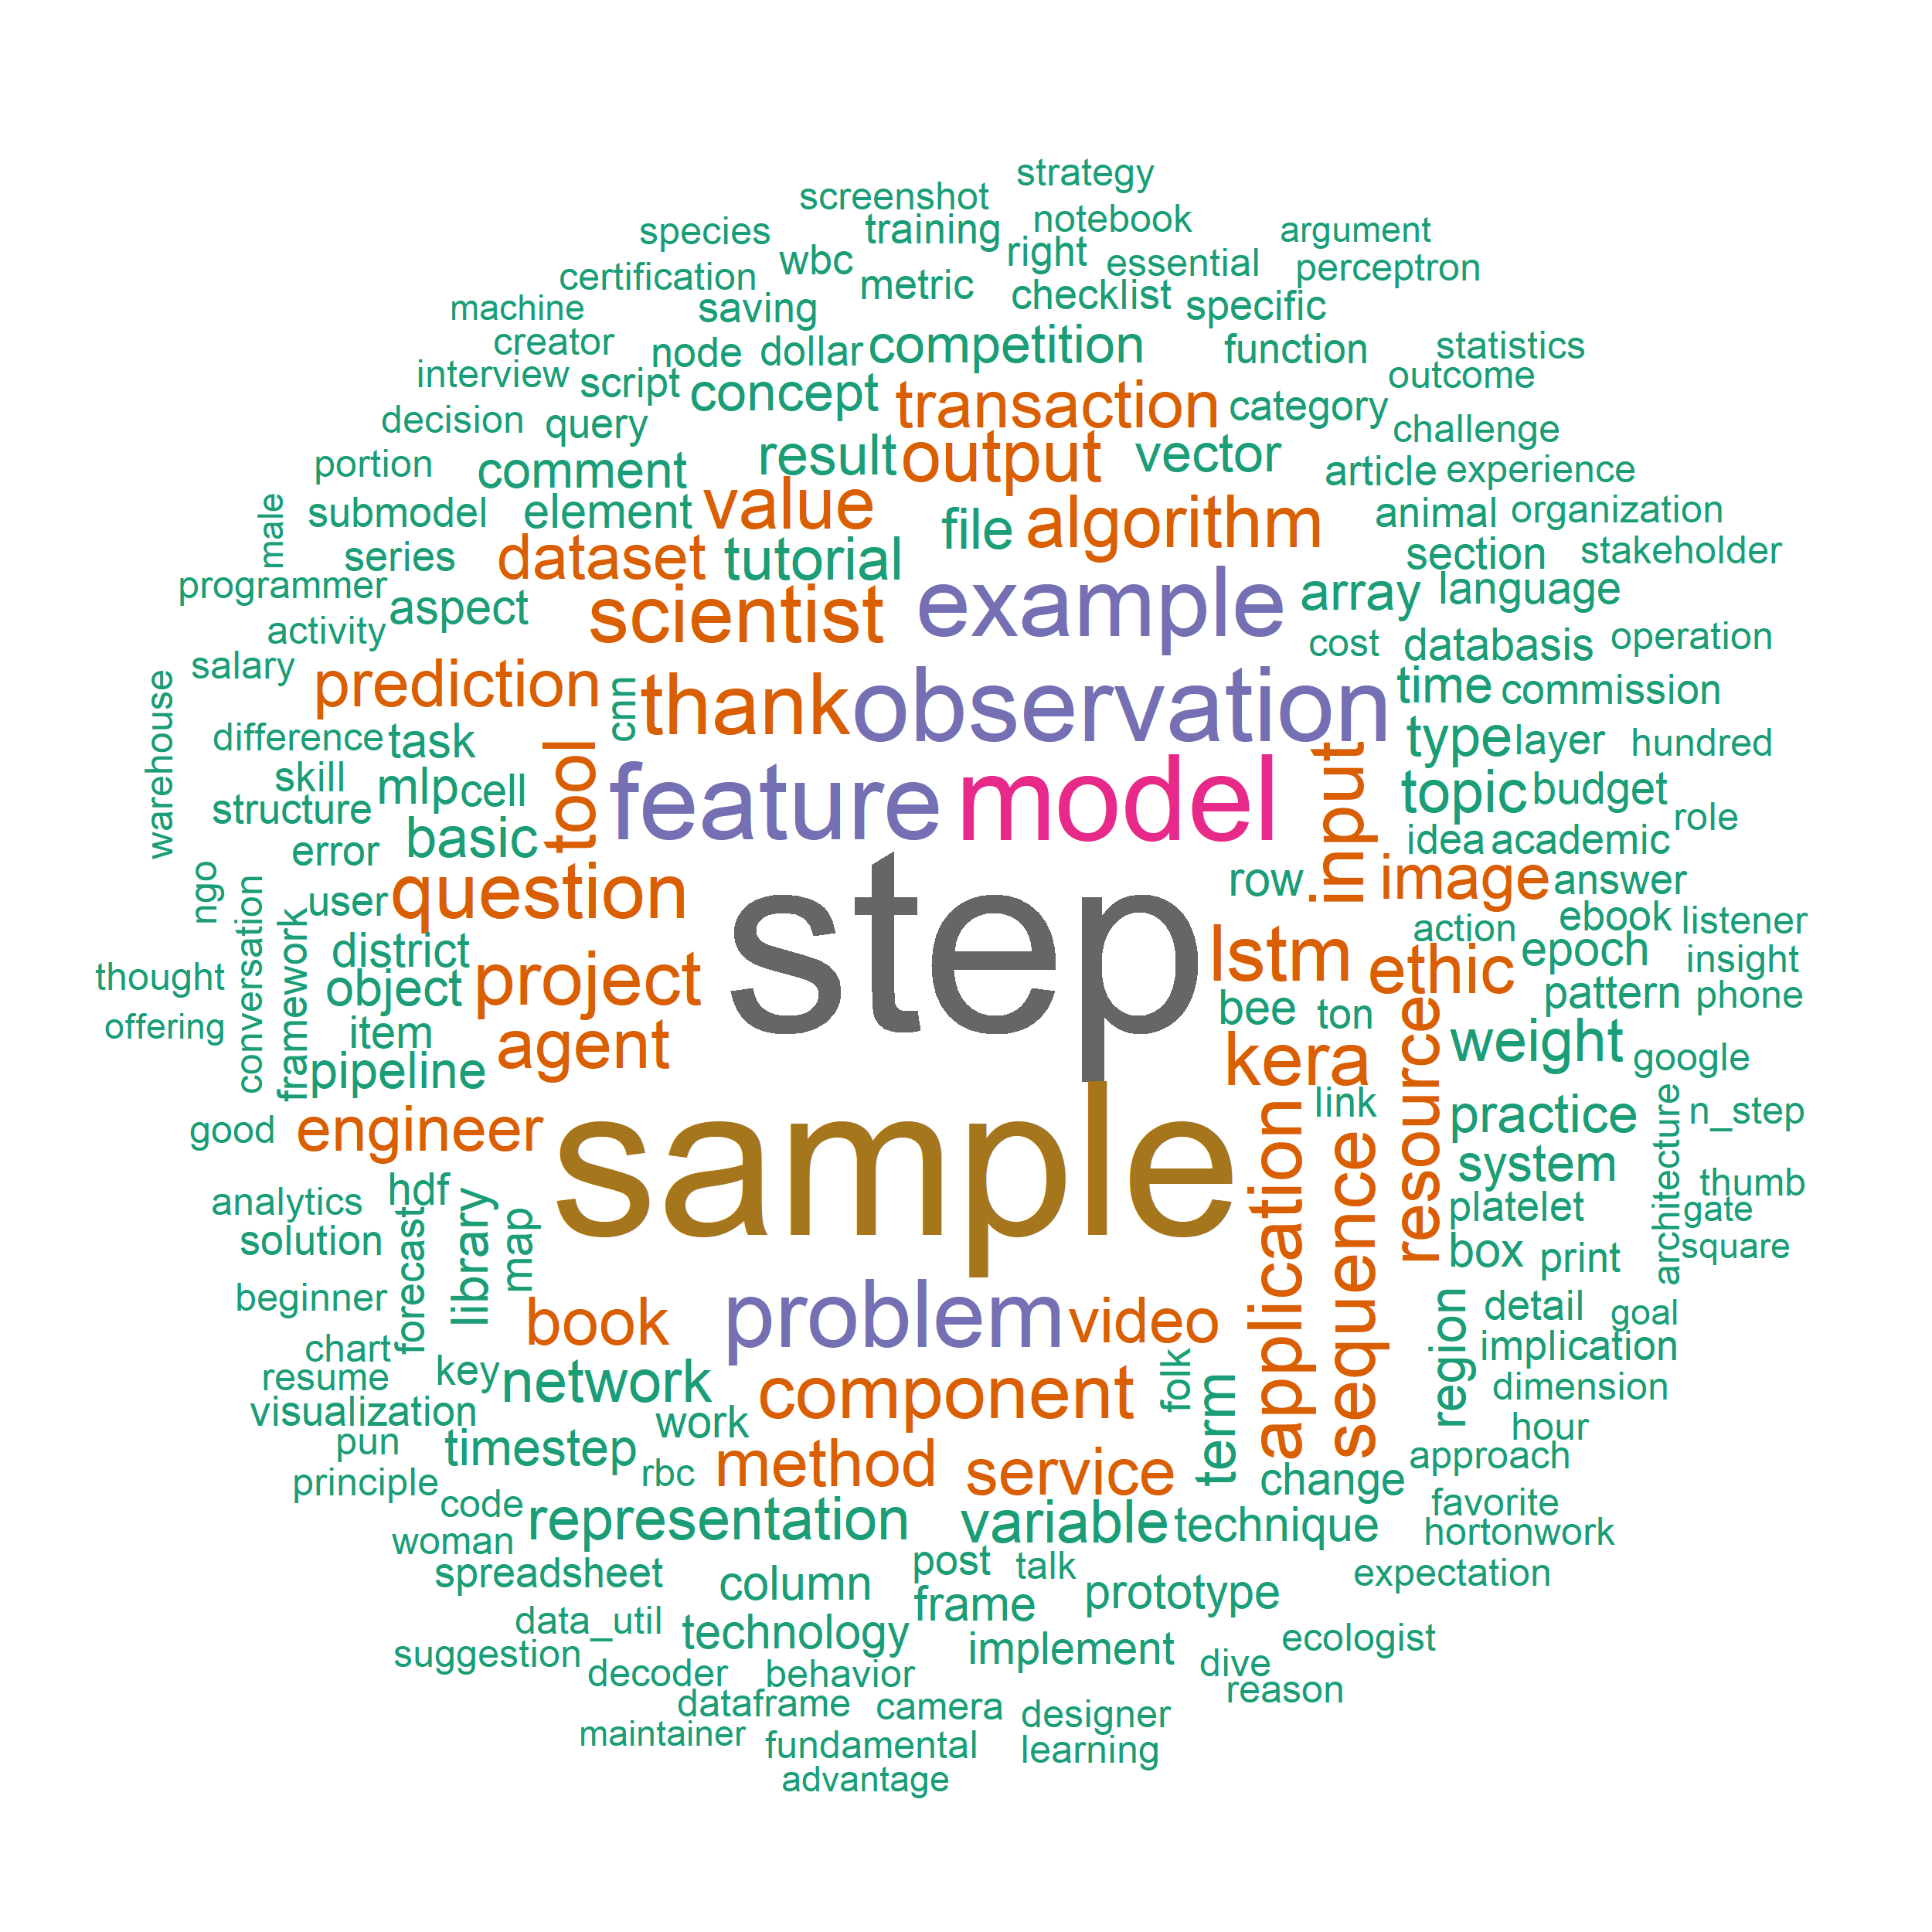 strategy
screenshot
notebook
species
training
argument
wbc
right
essential
perceptron
certification
metric
checklist
specific
machine
saving
creator
node
dollar
competition
function
statistics
interview
script
concept
transaction
category
outcome
decision
query
result
output
vector
challenge
portion
comment
value
article
experience
male
submodel
element
file
algorithm
animal
organization
series
dataset
tutorial
section
stakeholder
programmer
aspect
scientist
example
array
language
activity
cost
databasis
operation
salary
prediction
cnn
thank
observation
time
commission
warehouse
difference
task
tool
type
layer
hundred
skill
mlp
cell
feature
model
input
topic
budget
structure
basic
role
error
idea
academic
ngo
user
question
step
row
image
answer
conversation
framework
district
action
ebook
listener
thought
object
project
lstm
ethic
epoch
insight
offering
item
agent
bee
ton
pattern
phone
pipeline
kera
resource
weight
google
good
engineer
sample
link
practice
architecture
n_step
analytics
hdf
library
map
application
sequence
system
thumb
solution
forecast
platelet
gate
box
print
square
beginner
book
problem
video
region
detail
goal
chart
implication
resume
key
network
component
folk
term
dimension
visualization
work
hour
pun
timestep
rbc
method
service
change
approach
principle
code
representation
variable
technique
favorite
woman
hortonwork
spreadsheet
column
post
talk
prototype
expectation
data_util
technology
frame
implement
ecologist
suggestion
decoder
behavior
dive
dataframe
camera
designer
reason
maintainer
fundamental
learning
advantage